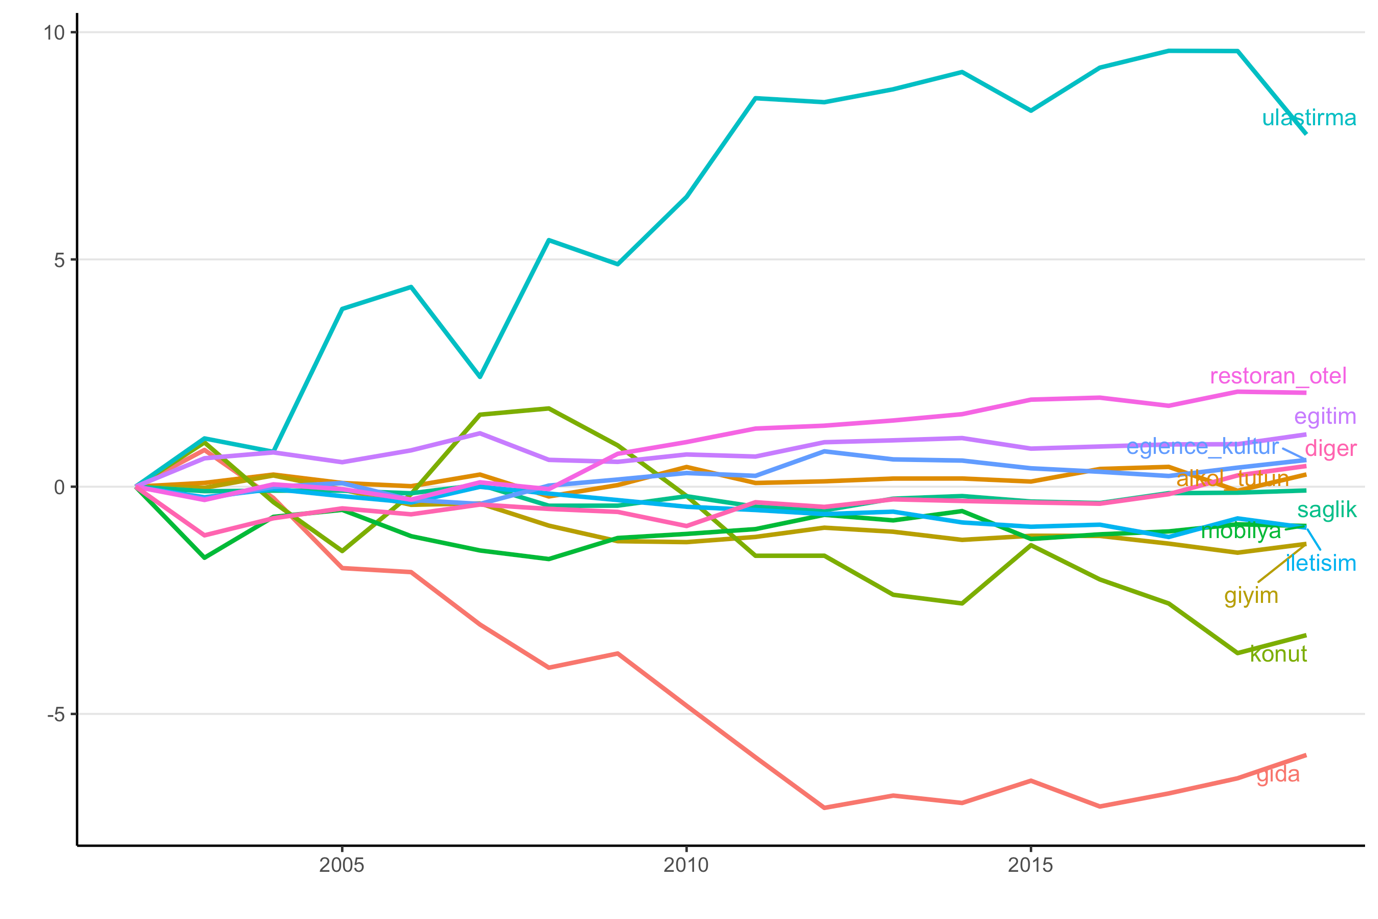 10
5
0
-5
2005
2010
2015
ulastirma
restoran_otel
egitim
eglence_kultur
diger
alkol_tutun
saglik
mobilya
iletisim
giyim
konut
gida